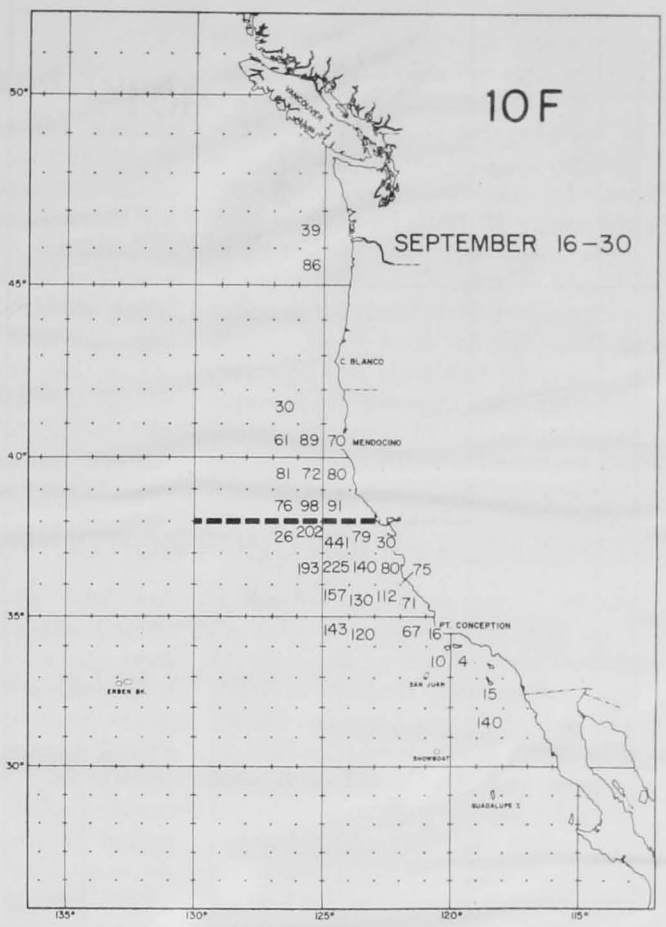 10F
50°
VANCOUVER
39
SEPTEMBER 16-30
86
45°
C. BLANCO
30
61 89 70 MENDOCINO
40°
81 72 80
76 98 91
26 202 441 79 30
193 225 140 80 75
157 130 112 71
35°
143 120 67 16 PT. CONCEPTION
10 4
SAN JUAN
ERBEN BK.
15
140
SHOWBOAT
30°
GUADALUPE I.
135° 130° 125° 120° 115°